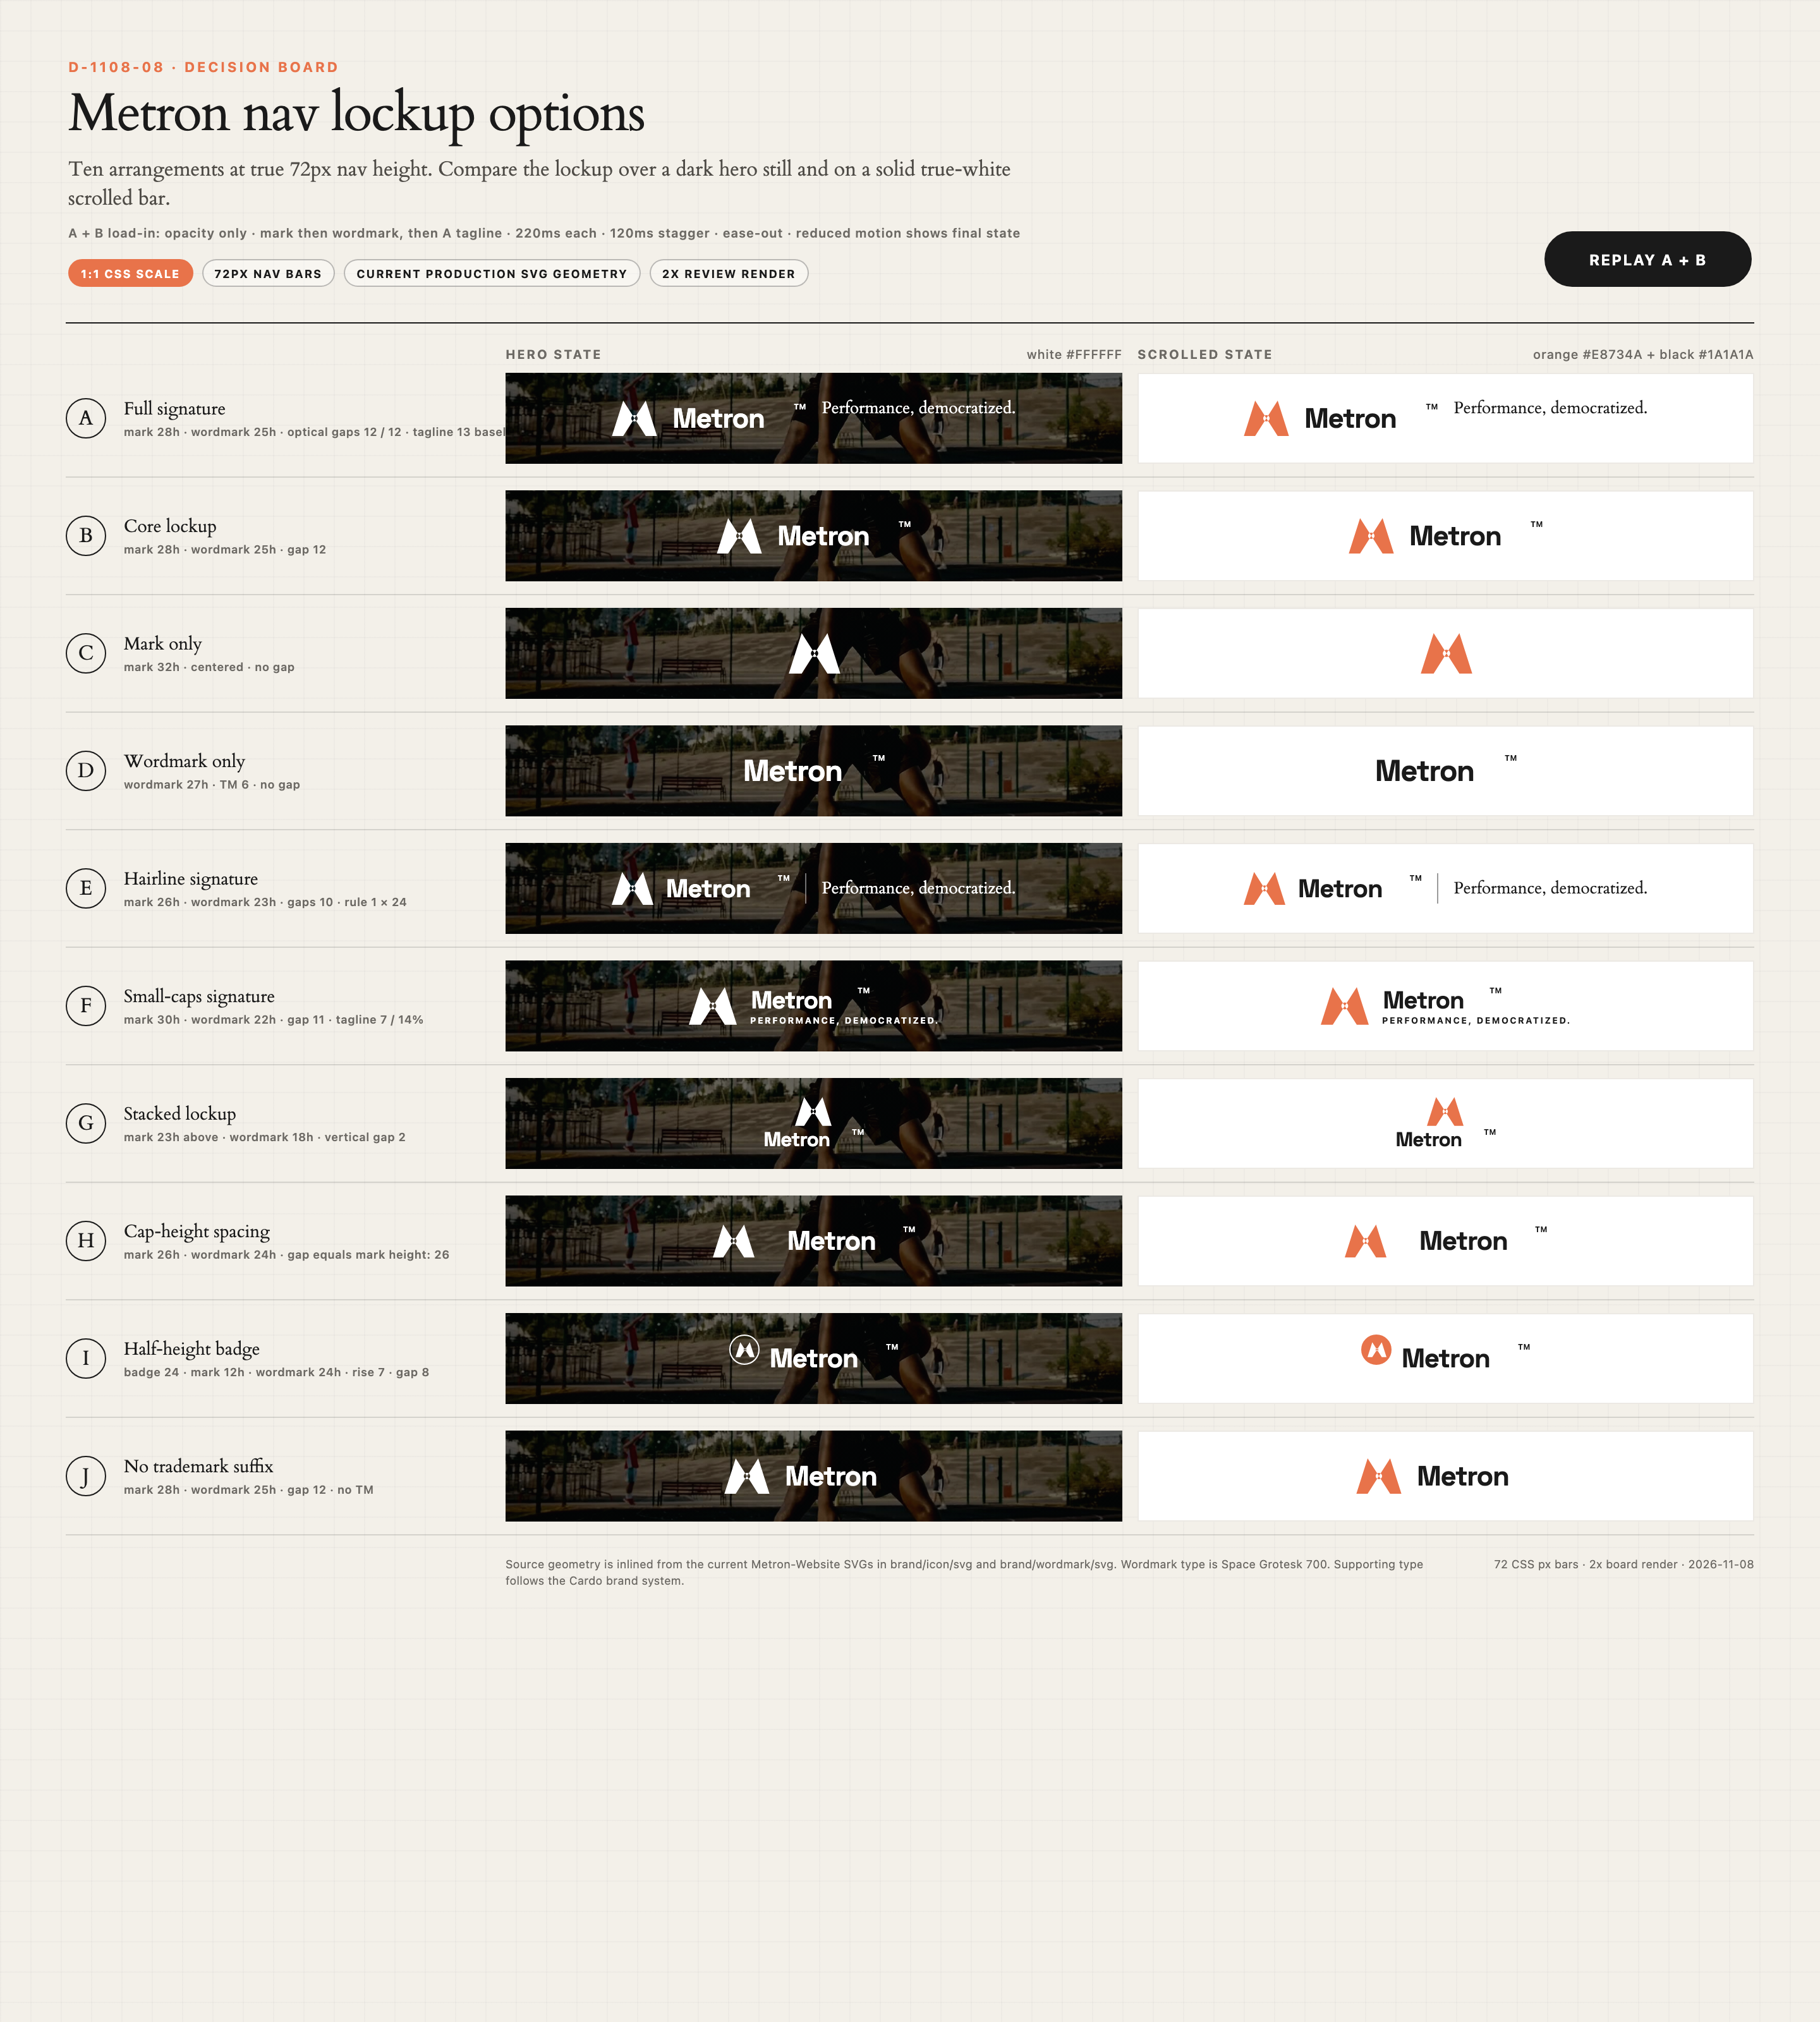 D-1108-08 · DECISION BOARD
Metron nav lockup options
Ten arrangements at true 72px nav height. Compare the lockup over a dark hero still and on a solid true-white
scrolled bar.
A + B load-in: opacity only · mark then wordmark, then A tagline · 220ms each · 120ms stagger · ease-out · reduced motion shows final state
1:1 CSS SCALE
72PX NAV BARS
CURRENT PRODUCTION SVG GEOMETRY
2X REVIEW RENDER
REPLAY A + B
HERO STATE
white #FFFFFF
SCROLLED STATE
orange #E8734A + black #1A1A1A
A
Full signature
mark 28h · wordmark 25h · optical gaps 12 / 12 · tagline 13 basel
Metron ™ Performance, democratized.
Metron ™ Performance, democratized.
B
Core lockup
mark 28h · wordmark 25h · gap 12
Metron ™
Metron ™
C
Mark only
mark 32h · centered · no gap
D
Wordmark only
wordmark 27h · TM 6 · no gap
Metron ™
Metron ™
E
Hairline signature
mark 26h · wordmark 23h · gaps 10 · rule 1 × 24
Metron ™ Performance, democratized.
Metron ™ Performance, democratized.
F
Small-caps signature
mark 30h · wordmark 22h · gap 11 · tagline 7 / 14%
Metron ™
PERFORMANCE, DEMOCRATIZED.
Metron ™
PERFORMANCE, DEMOCRATIZED.
G
Stacked lockup
mark 23h above · wordmark 18h · vertical gap 2
Metron ™
Metron ™
H
Cap-height spacing
mark 26h · wordmark 24h · gap equals mark height: 26
Metron ™
Metron ™
I
Half-height badge
badge 24 · mark 12h · wordmark 24h · rise 7 · gap 8
Metron ™
Metron ™
J
No trademark suffix
mark 28h · wordmark 25h · gap 12 · no TM
Metron
Metron
Source geometry is inlined from the current Metron-Website SVGs in brand/icon/svg and brand/wordmark/svg. Wordmark type is Space Grotesk 700. Supporting type
follows the Cardo brand system.
72 CSS px bars · 2x board render · 2026-11-08